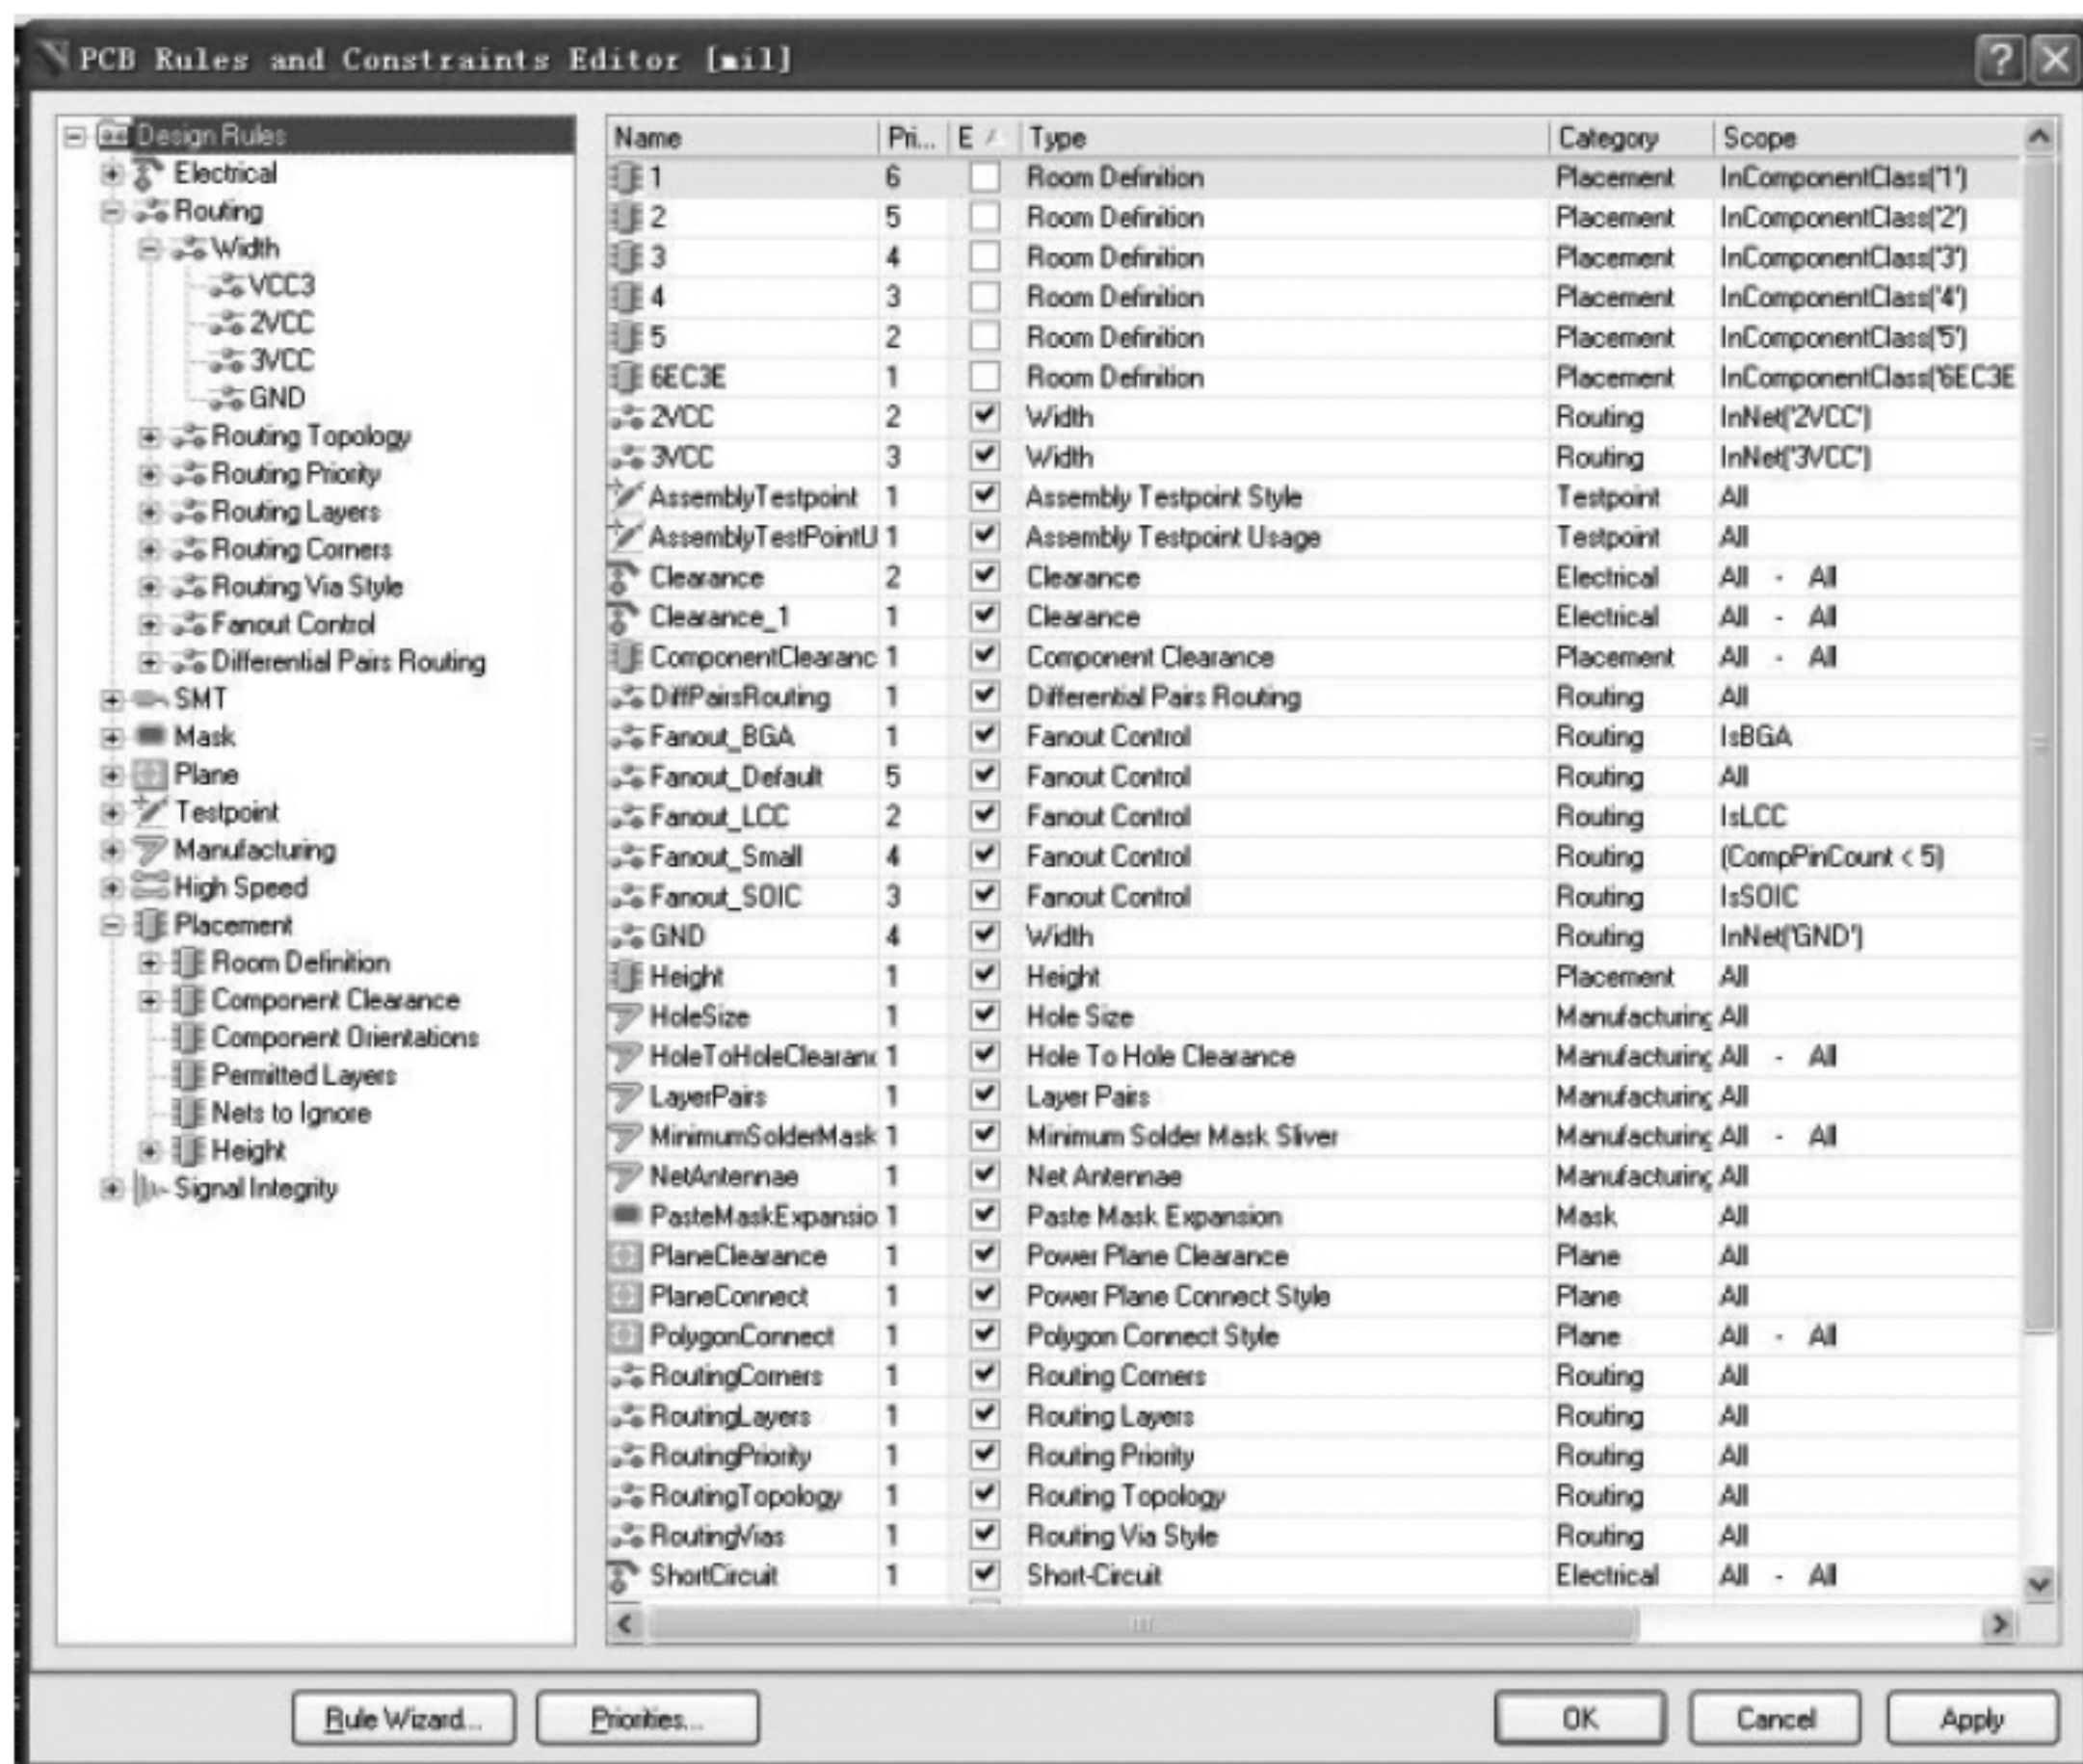 PCB Rules and Constraints Editor [mil]
Design Rules
Electrical
Routing
Width
VCC3
2VCC
3VCC
GND
Routing Topology
Routing Priority
Routing Layers
Routing Corners
Routing Via Style
Fanout Control
Differential Pairs Routing
SMT
Mask
Plane
Testpoint
Manufacturing
High Speed
Placement
Room Definition
Component Clearance
Component Orientations
Permitted Layers
Nets to Ignore
Height
Signal Integrity
Name Pri... E Type Category Scope
1 6 Room Definition Placement InComponentClass('1')
2 5 Room Definition Placement InComponentClass('2')
3 4 Room Definition Placement InComponentClass('3')
4 3 Room Definition Placement InComponentClass('4')
5 2 Room Definition Placement InComponentClass('5')
6EC3E 1 Room Definition Placement InComponentClass('6EC3E
2VCC 2 Width Routing InNet('2VCC')
3VCC 3 Width Routing InNet('3VCC')
AssemblyTestpoint 1 Assembly Testpoint Style Testpoint All
AssemblyTestPointU 1 Assembly Testpoint Usage Testpoint All
Clearance 2 Clearance Electrical All - All
Clearance_1 1 Clearance Electrical All - All
ComponentClearanc 1 Component Clearance Placement All - All
DiffPairsRouting 1 Differential Pairs Routing Routing All
Fanout_BGA 1 Fanout Control Routing IsBGA
Fanout_Default 5 Fanout Control Routing All
Fanout_LCC 2 Fanout Control Routing IsLCC
Fanout_Small 4 Fanout Control Routing (CompPinCount < 5)
Fanout_SOIC 3 Fanout Control Routing IsSOIC
GND 4 Width Routing InNet('GND')
Height 1 Height Placement All
HoleSize 1 Hole Size Manufacturing All
HoleToHoleClearanc 1 Hole To Hole Clearance Manufacturing All - All
LayerPairs 1 Layer Pairs Manufacturing All
MinimumSolderMask 1 Minimum Solder Mask Sliver Manufacturing All - All
NetAntennae 1 Net Antennae Manufacturing All
PasteMaskExpansio 1 Paste Mask Expansion Mask All
PlaneClearance 1 Power Plane Clearance Plane All
PlaneConnect 1 Power Plane Connect Style Plane All
PolygonConnect 1 Polygon Connect Style Plane All - All
RoutingCorners 1 Routing Corners Routing All
RoutingLayers 1 Routing Layers Routing All
RoutingPriority 1 Routing Priority Routing All
RoutingTopology 1 Routing Topology Routing All
RoutingVias 1 Routing Via Style Routing All
ShortCircuit 1 Short-Circuit Electrical All - All
Rule Wizard... Priorities... OK Cancel Apply